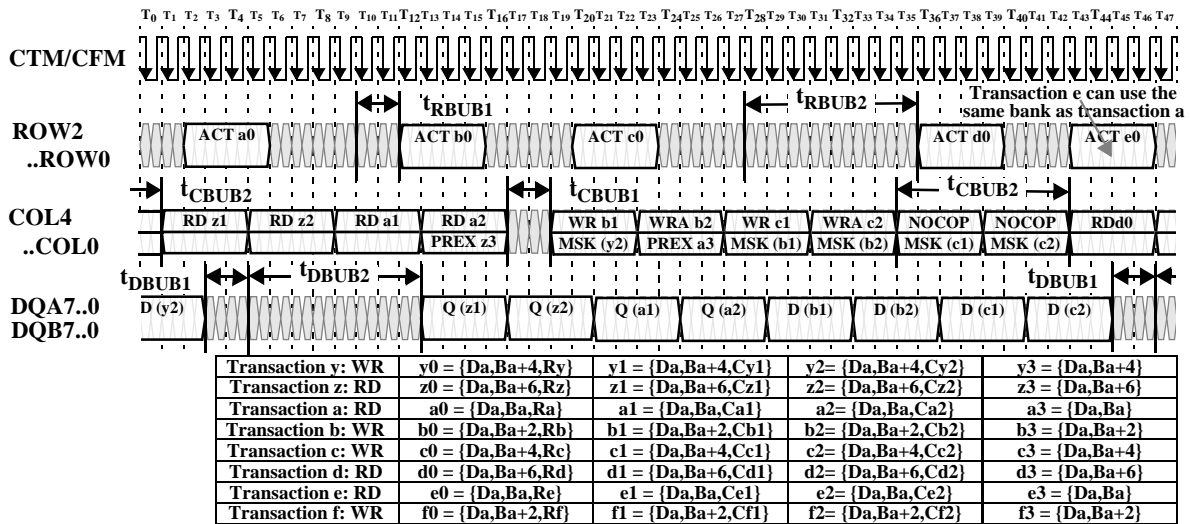 T0 T1 T2 T3 T4 T5 T6 T7 T8 T9 T10 T11 T12 T13 T14 T15 T16 T17 T18 T19 T20 T21 T22 T23 T24 T25 T26 T27 T28 T29 T30 T31 T32 T33 T34 T35 T36 T37 T38 T39 T40 T41 T42 T43 T44 T45 T46 T47
CTM/CFM
tRBUB1 tRBUB2 Transaction e can use the
same bank as transaction a
ROW2 ACT a0 ACT b0 ACT c0 ACT d0 ACT e0
..ROW0
tCBUB2 tCBUB1 tCBUB2
COL4 RD z1 RD z2 RD a1 RD a2 WR b1 WRA b2 WR c1 WRA c2 NOCOP NOCOP RDd0
..COL0 PREX z3 MSK (y2) PREX a3 MSK (b1) MSK (b2) MSK (c1) MSK (c2)
tDBUB1 tDBUB2 tDBUB1
DQA7..0 D (y2) Q (z1) Q (z2) Q (a1) Q (a2) D (b1) D (b2) D (c1) D (c2)
DQB7..0
Transaction y: WR y0 = {Da,Ba+4,Ry} y1 = {Da,Ba+4,Cy1} y2= {Da,Ba+4,Cy2} y3 = {Da,Ba+4}
Transaction z: RD z0 = {Da,Ba+6,Rz} z1 = {Da,Ba+6,Cz1} z2= {Da,Ba+6,Cz2} z3 = {Da,Ba+6}
Transaction a: RD a0 = {Da,Ba,Ra} a1 = {Da,Ba,Ca1} a2= {Da,Ba,Ca2} a3 = {Da,Ba}
Transaction b: WR b0 = {Da,Ba+2,Rb} b1 = {Da,Ba+2,Cb1} b2= {Da,Ba+2,Cb2} b3 = {Da,Ba+2}
Transaction c: WR c0 = {Da,Ba+4,Rc} c1 = {Da,Ba+4,Cc1} c2= {Da,Ba+4,Cc2} c3 = {Da,Ba+4}
Transaction d: RD d0 = {Da,Ba+6,Rd} d1 = {Da,Ba+6,Cd1} d2= {Da,Ba+6,Cd2} d3 = {Da,Ba+6}
Transaction e: RD e0 = {Da,Ba,Re} e1 = {Da,Ba,Ce1} e2= {Da,Ba,Ce2} e3 = {Da,Ba}
Transaction f: WR f0 = {Da,Ba+2,Rf} f1 = {Da,Ba+2,Cf1} f2= {Da,Ba+2,Cf2} f3 = {Da,Ba+2}